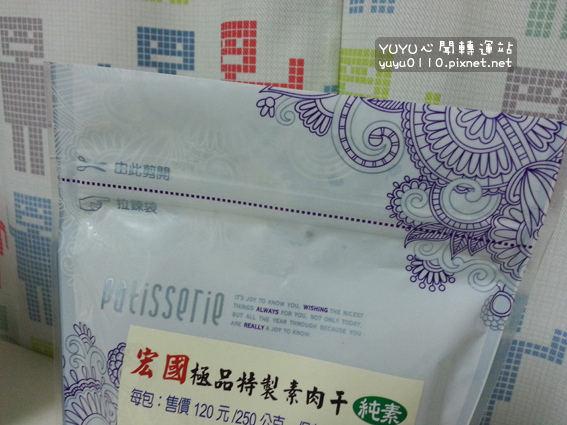 YUYU心聞轉運站
yuyu0110.pixnet.net
由此剪開
拉鍊袋
patisserie
IT'S JOY TO KNOW YOU, WISHING THE NICEST
THINGS ALWAYS FOR YOU, NOT ONLY TODAY,
BUT ALL THE YEAR THROUGH BECAUSE YOU
ARE REALLY A JOY TO KNOW.
宏國極品特製素肉干
純素
每包：售價120元/250公克